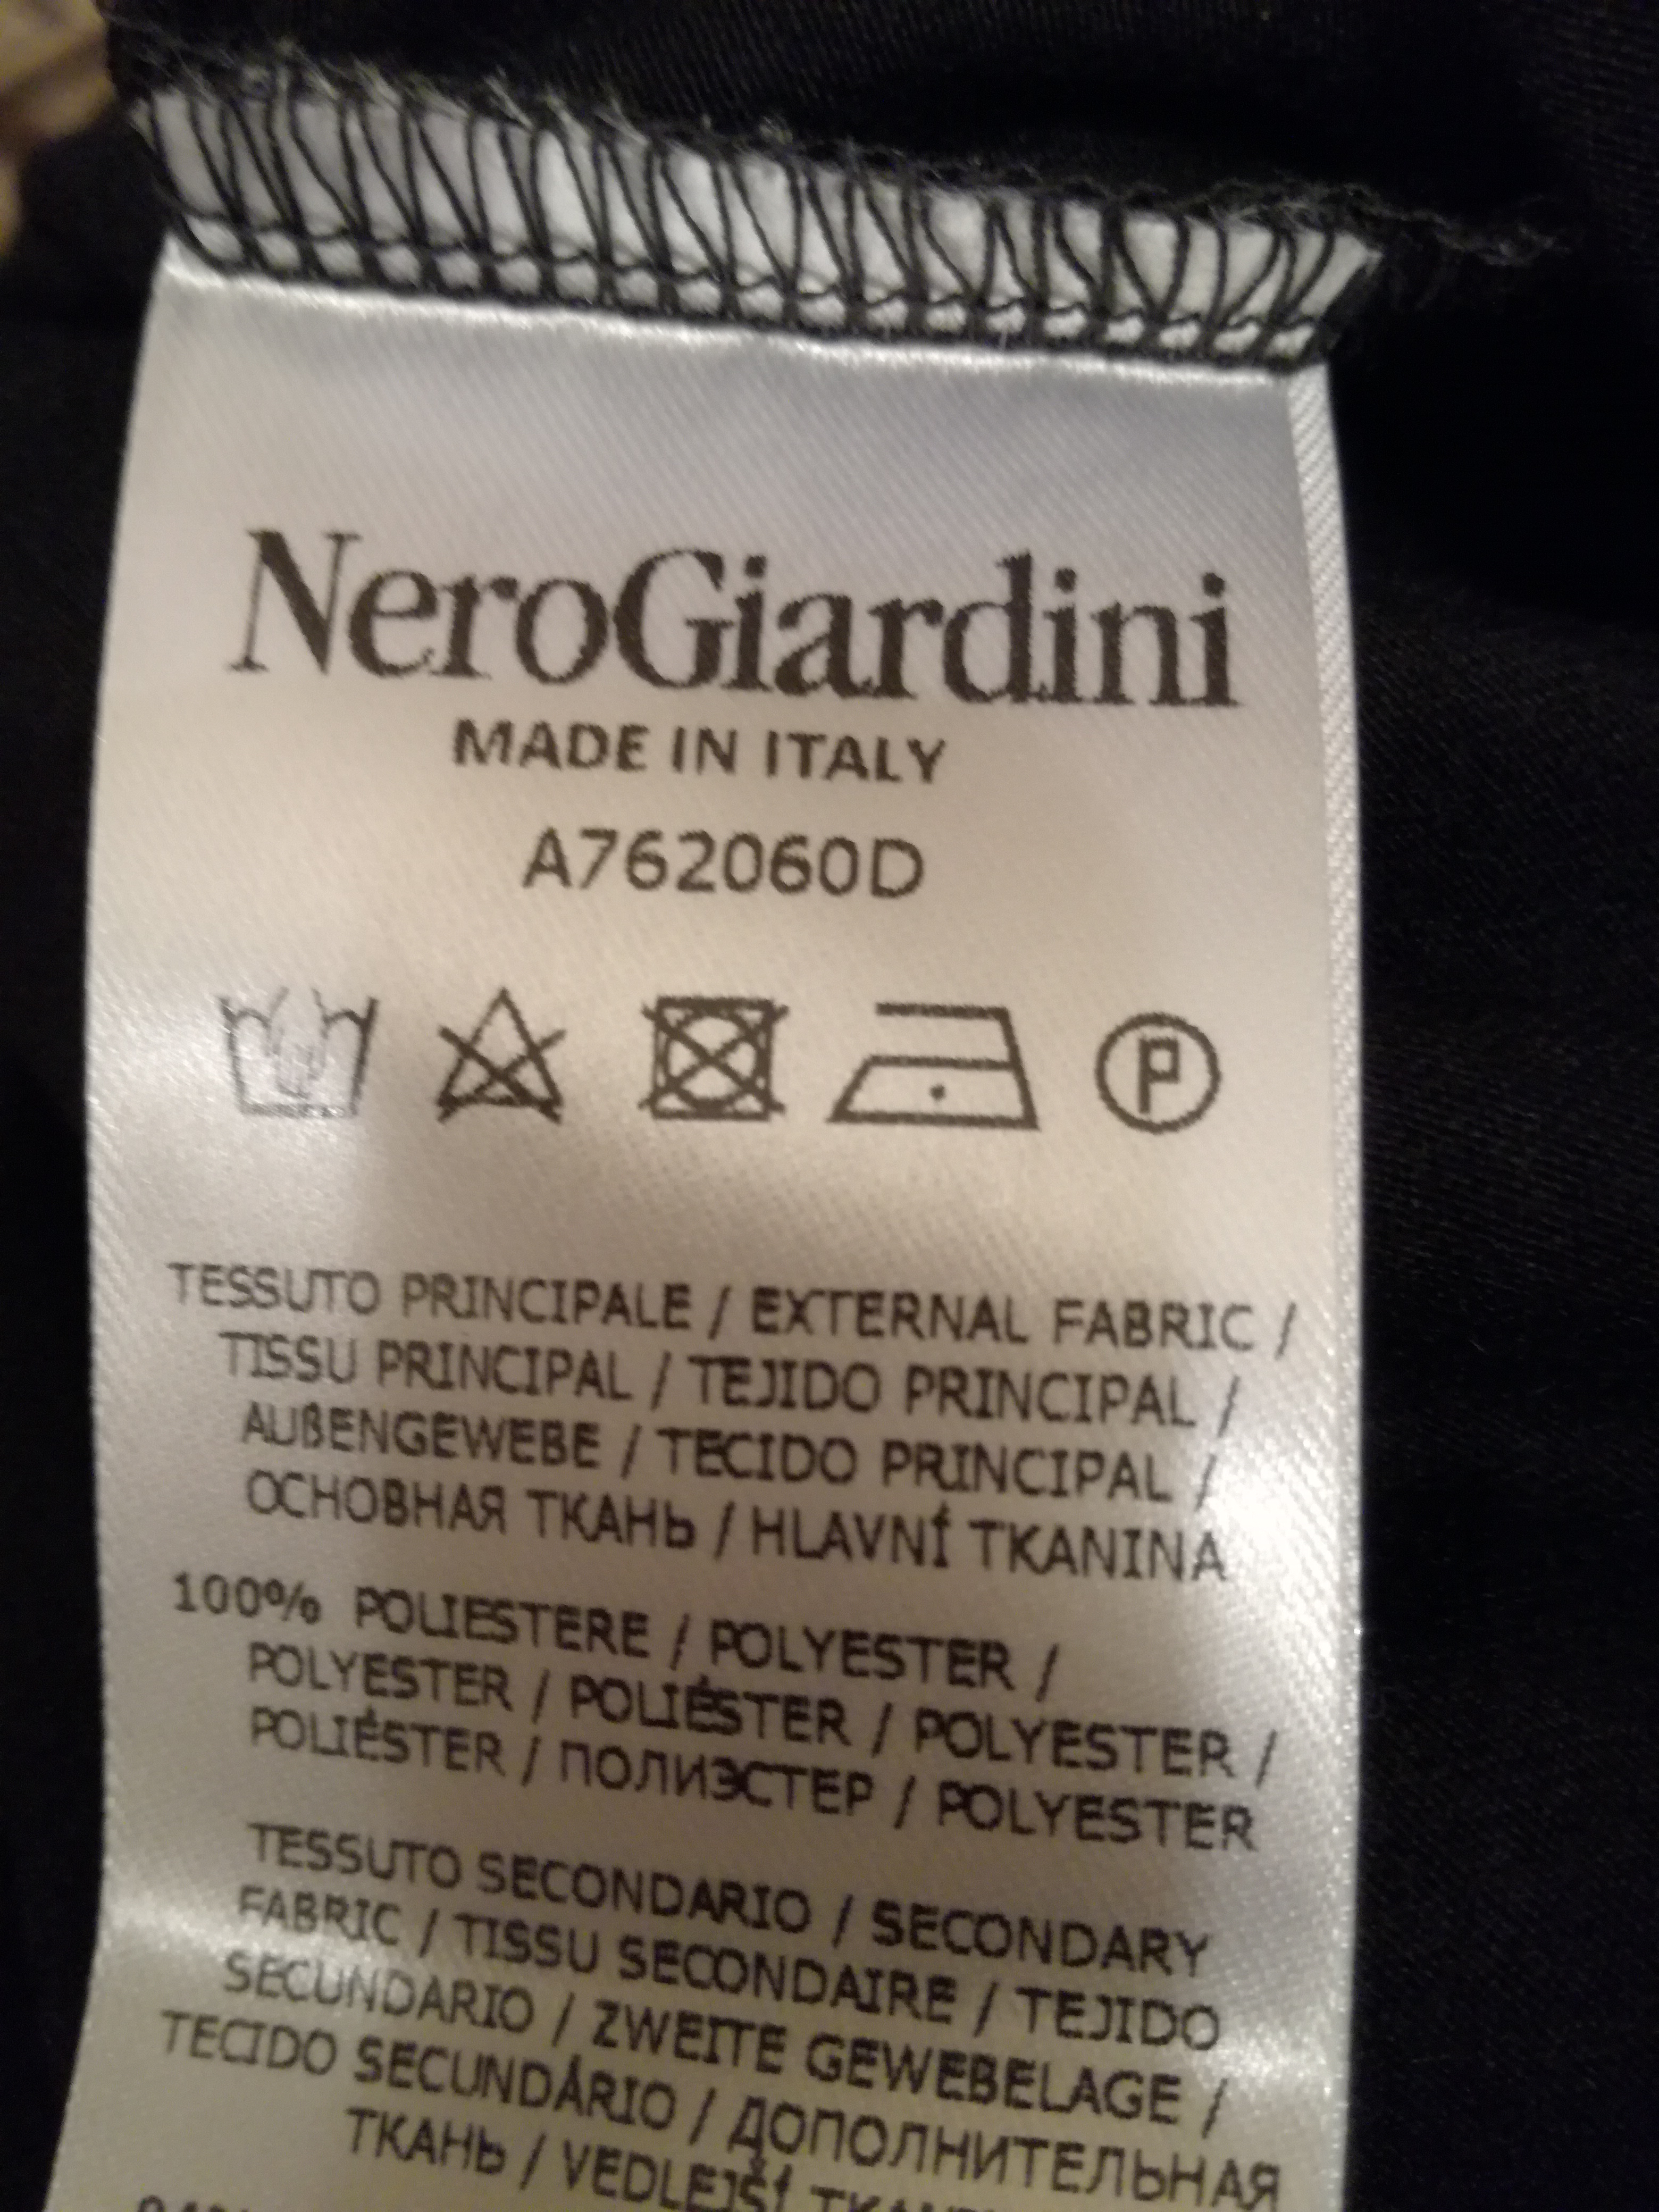 NeroGiardini
MADE IN ITALY
A762060D
P
TESSUTO PRINCIPALE / EXTERNAL FABRIC /
TISSU PRINCIPAL / TEJIDO PRINCIPAL /
AUßENGEWEBE / TECIDO PRINCIPAL /
ОСНОВНАЯ ТКАНЬ / HLAVNÍ TKANINA
100% POLIESTERE / POLYESTER /
POLYESTER / POLIÉSTER / POLYESTER /
POLIÉSTER / ПОЛИЭСТЕР / POLYESTER
TESSUTO SECONDARIO / SECONDARY
FABRIC / TISSU SECONDAIRE / TEJIDO
SECUNDARIO / ZWEITE GEWEBELAGE /
TECIDO SECUNDÁRIO / ДОПОЛНИТЕЛЬНАЯ
ТКАНЬ / VEDLEJŠÍ